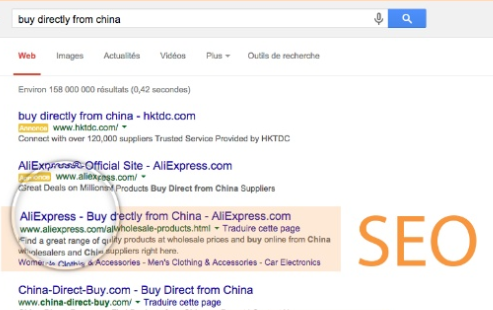 buy directly from china
Web Images Actualités Vidéos Plus Outils de recherche
Environ 158 000 000 résultats (0,42 secondes)
buy directly from china - hktdc.com
Annonce www.hktdc.com/
Connect with over 120,000 suppliers Trusted Service Provided by HKTDC
AliExpress Official Site - AliExpress.com
Annonce www.aliexpress.com/
Great Deals on Millions Products Buy Direct from China Suppliers
AliExpress - Buy directly from China - AliExpress.com
www.aliexpress.com/al/wholesale-products.html Traduire cette page
Find a great range of quality products at wholesale prices and buy online from China
wholesalers and China suppliers right here.
Women's Clothing & Accessories - Men's Clothing & Accessories - Car Electronics
SEO
China-Direct-Buy.com - Buy Direct from China
www.china-direct-buy.com/ Traduire cette page